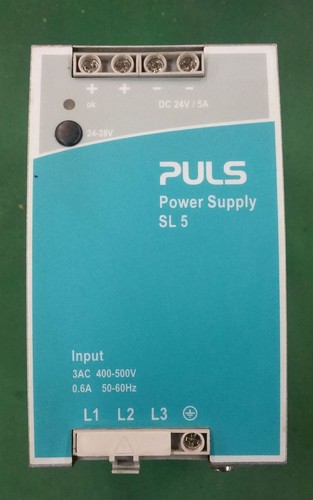 + + − −
ok DC 24V / 5A
24-28V
PULS
Power Supply
SL 5
Input
3AC 400-500V
0.6A 50-60Hz
L1 L2 L3 ⏚